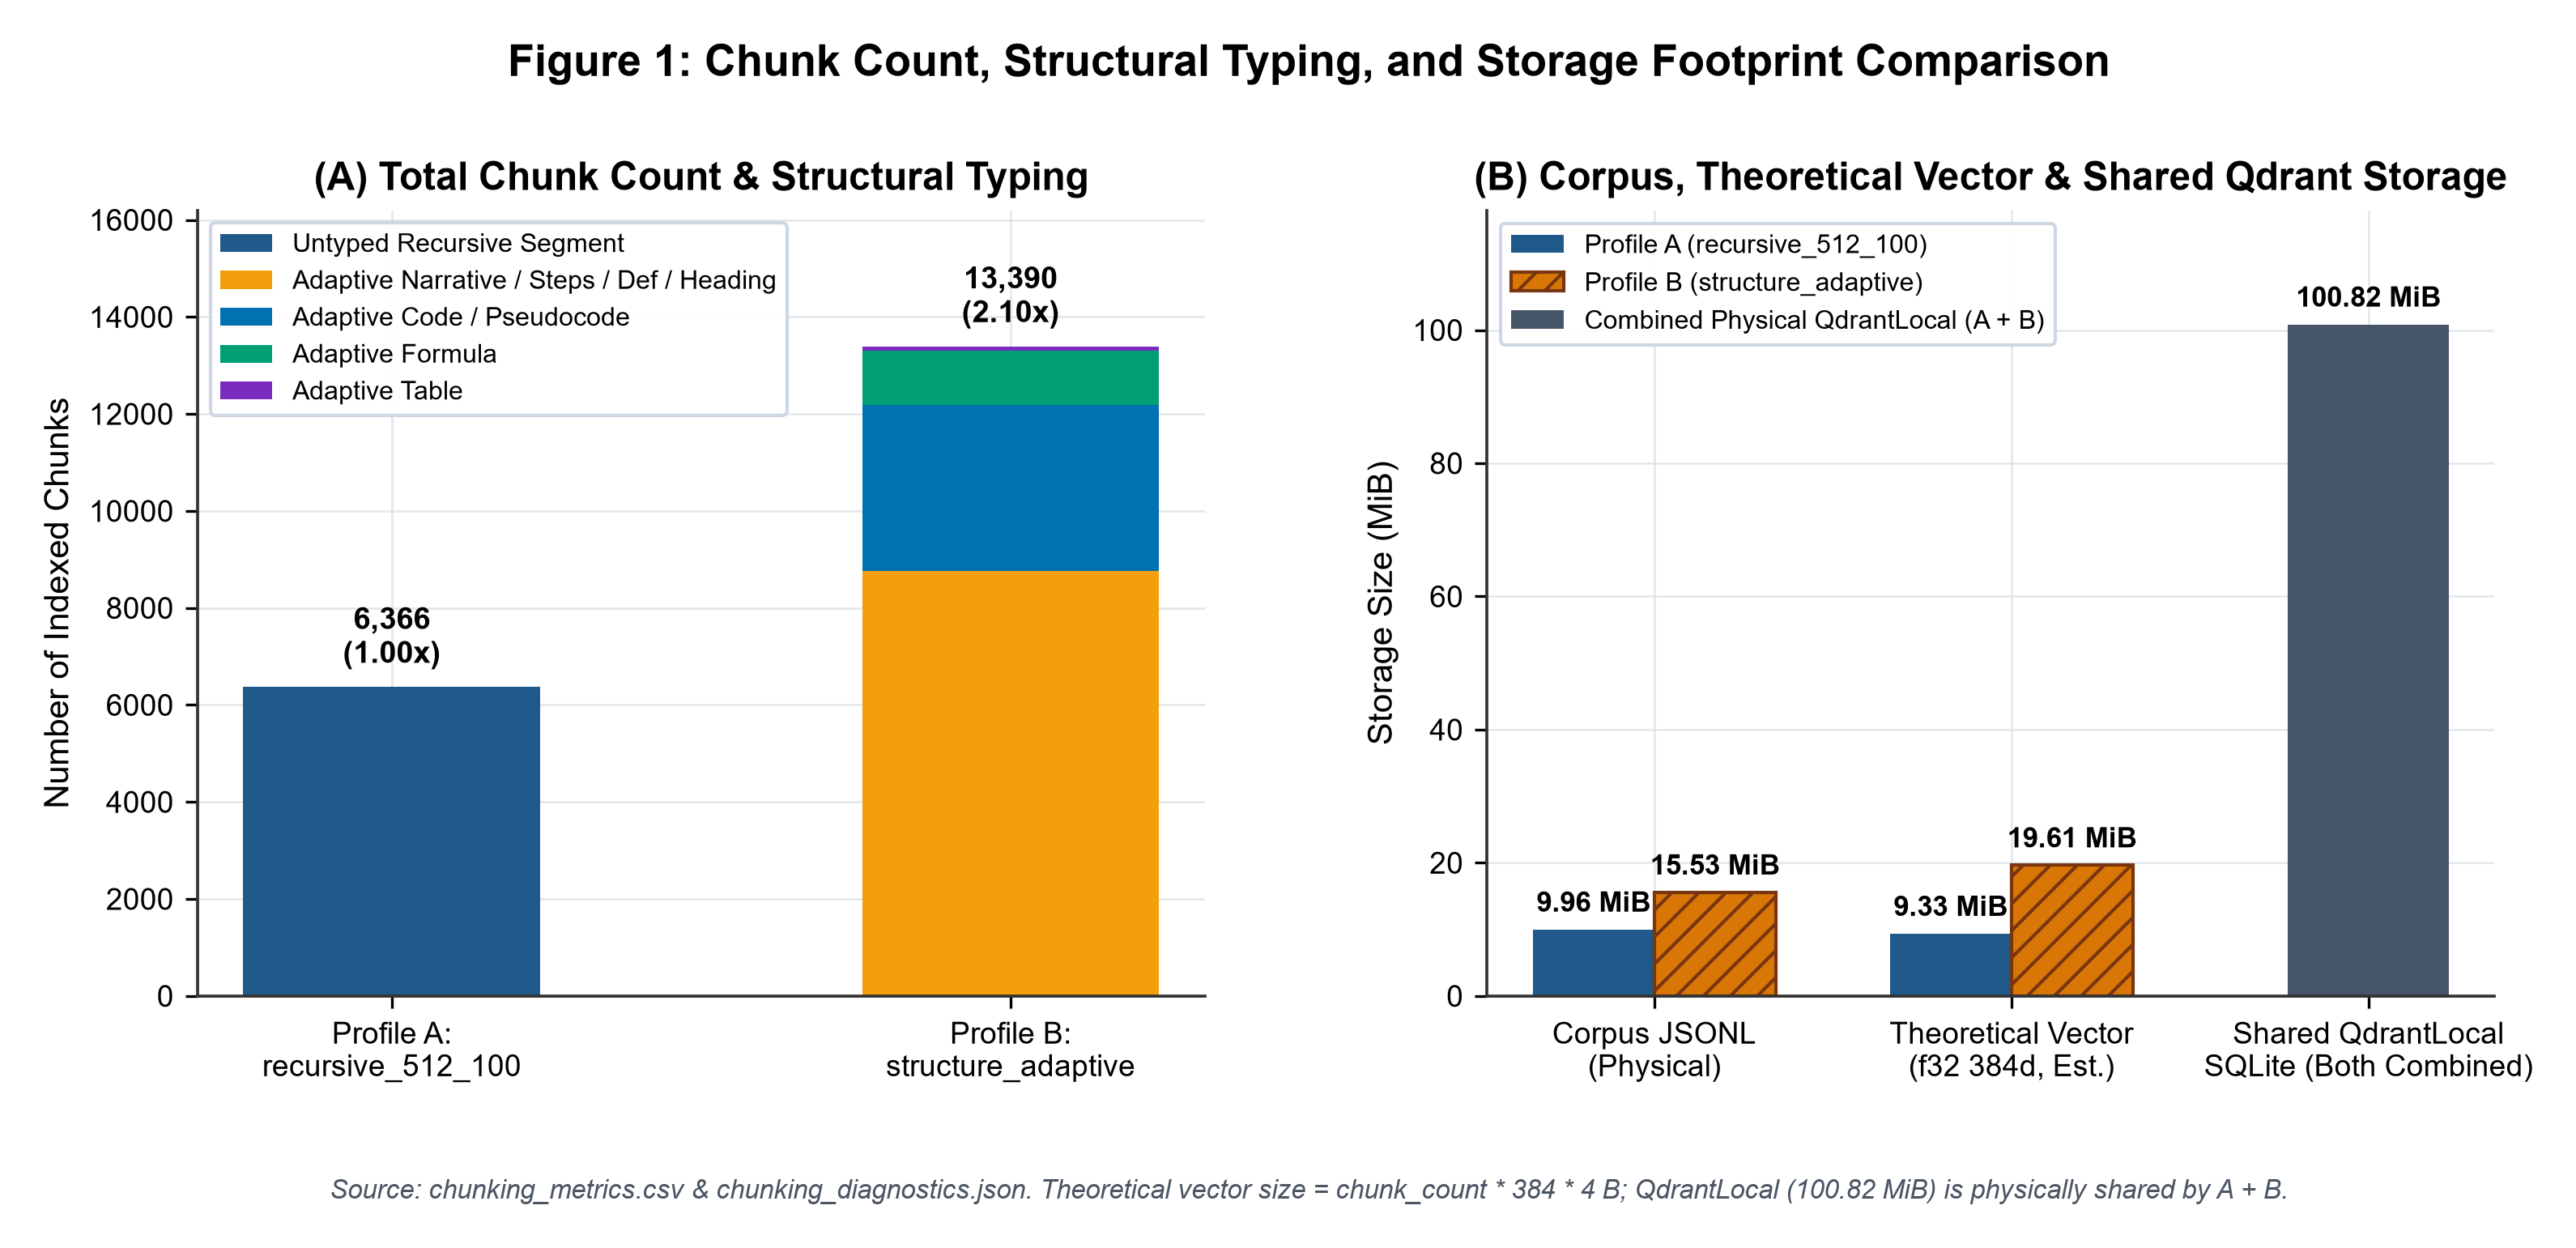 Figure 1: Chunk Count, Structural Typing, and Storage Footprint Comparison
(A) Total Chunk Count & Structural Typing
Number of Indexed Chunks
16000
14000
12000
10000
8000
6000
4000
2000
0
Untyped Recursive Segment
Adaptive Narrative / Steps / Def / Heading
Adaptive Code / Pseudocode
Adaptive Formula
Adaptive Table
6,366
(1.00x)
13,390
(2.10x)
Profile A:
recursive_512_100
Profile B:
structure_adaptive
(B) Corpus, Theoretical Vector & Shared Qdrant Storage
Storage Size (MiB)
100
80
60
40
20
0
Profile A (recursive_512_100)
Profile B (structure_adaptive)
Combined Physical QdrantLocal (A + B)
9.96 MiB
15.53 MiB
9.33 MiB
19.61 MiB
100.82 MiB
Corpus JSONL
(Physical)
Theoretical Vector
(f32 384d, Est.)
Shared QdrantLocal
SQLite (Both Combined)
Source: chunking_metrics.csv & chunking_diagnostics.json. Theoretical vector size = chunk_count * 384 * 4 B; QdrantLocal (100.82 MiB) is physically shared by A + B.